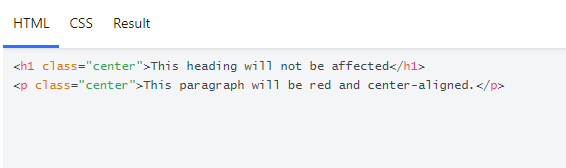 HTML CSS Result
<h1 class="center">This heading will not be affected</h1>
<p class="center">This paragraph will be red and center-aligned.</p>